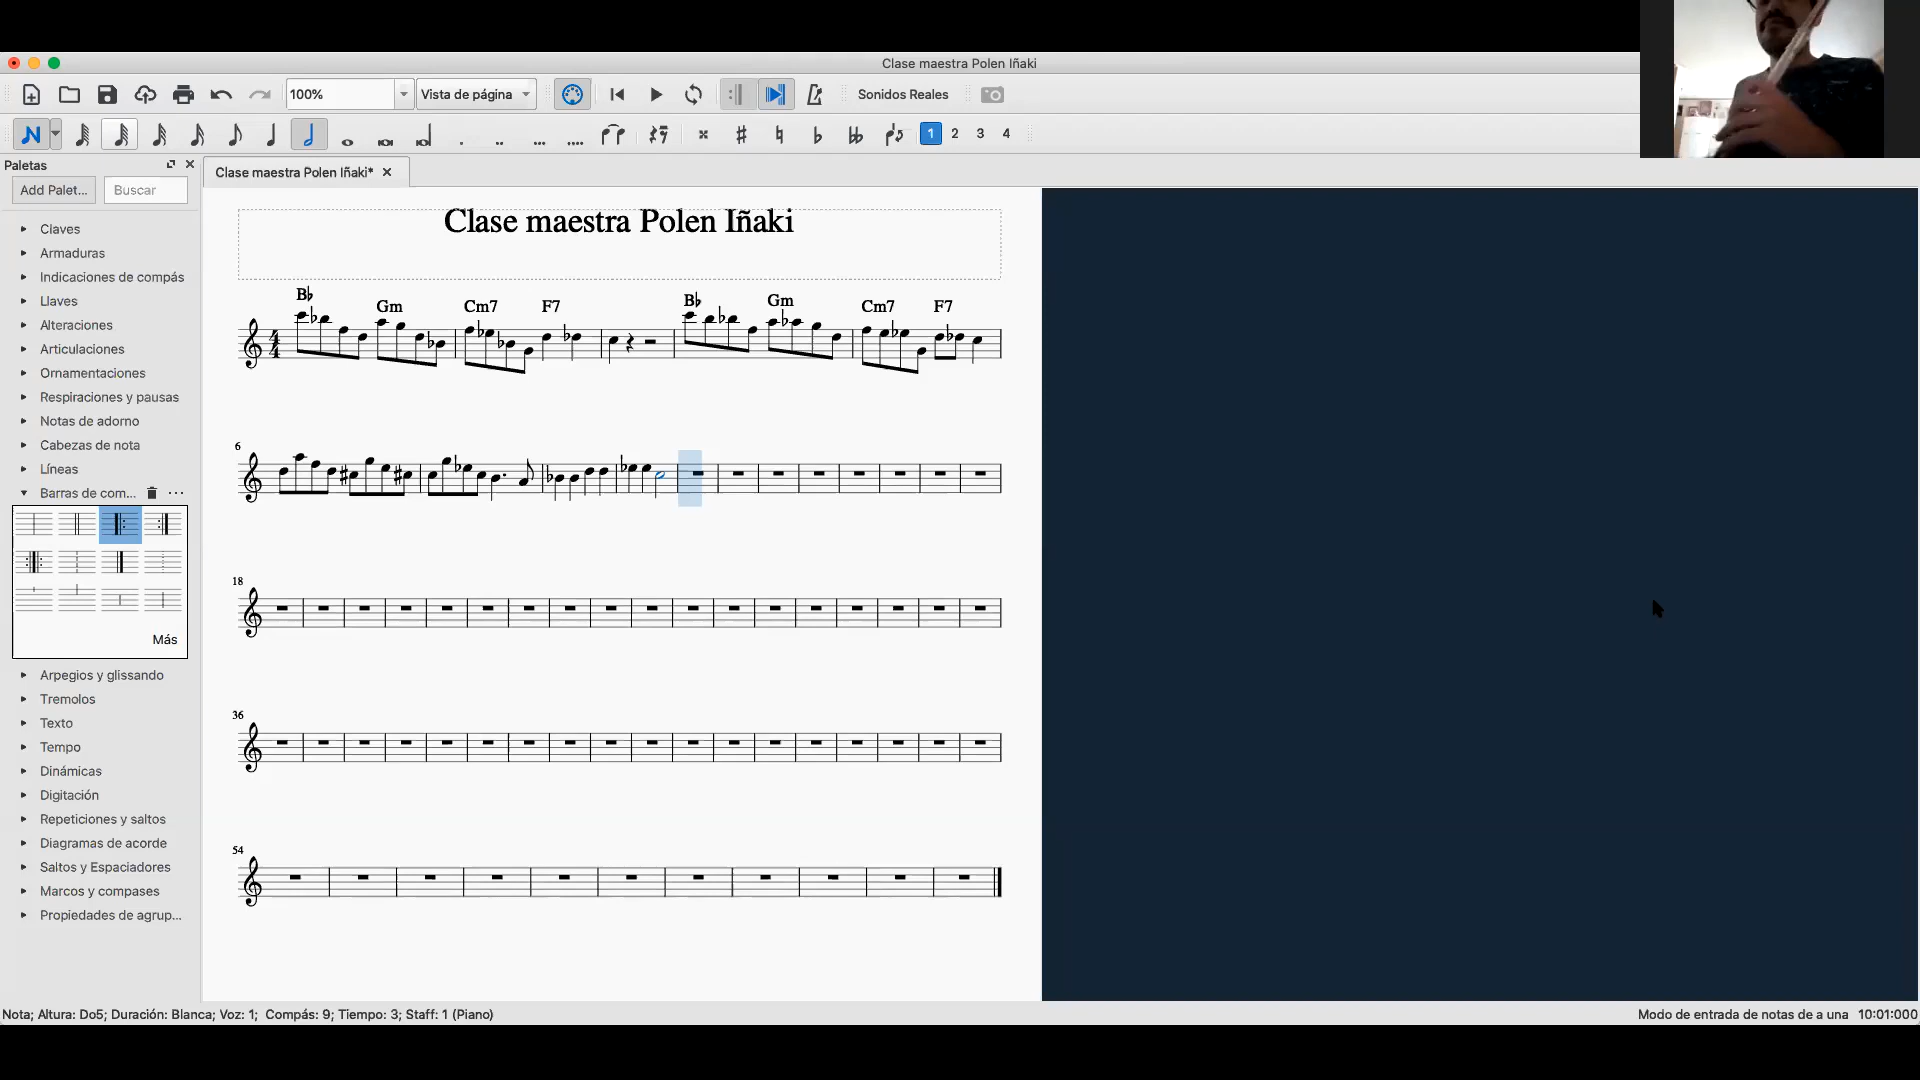 Clase maestra Polen Iñaki
100%
Vista de página
Sonidos Reales
1 2 3 4
Paletas
Clase maestra Polen Iñaki*
Add Palet...
Buscar
Claves
Armaduras
Indicaciones de compás
Llaves
Alteraciones
Articulaciones
Ornamentaciones
Respiraciones y pausas
Notas de adorno
Cabezas de nota
Líneas
Barras de com...
Más
Arpegios y glissando
Tremolos
Texto
Tempo
Dinámicas
Digitación
Repeticiones y saltos
Diagramas de acorde
Saltos y Espaciadores
Marcos y compases
Propiedades de agrup...
Clase maestra Polen Iñaki
B♭ Gm Cm7 F7 B♭ Gm Cm7 F7
4
4
6
18
36
54
Nota; Altura: Do5; Duración: Blanca; Voz: 1; Compás: 9; Tiempo: 3; Staff: 1 (Piano)
Modo de entrada de notas de a una 10:01:000